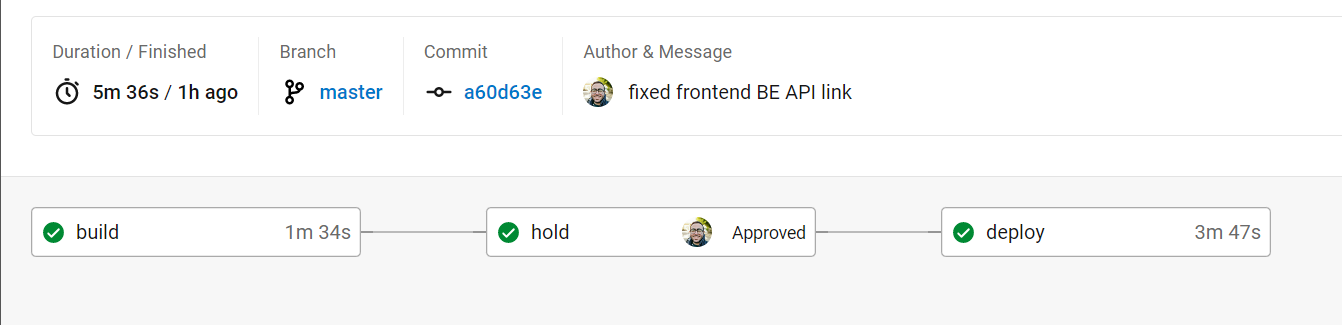 Duration / Finished
5m 36s / 1h ago
Branch
master
Commit
a60d63e
Author & Message
fixed frontend BE API link
build 1m 34s
hold Approved
deploy 3m 47s